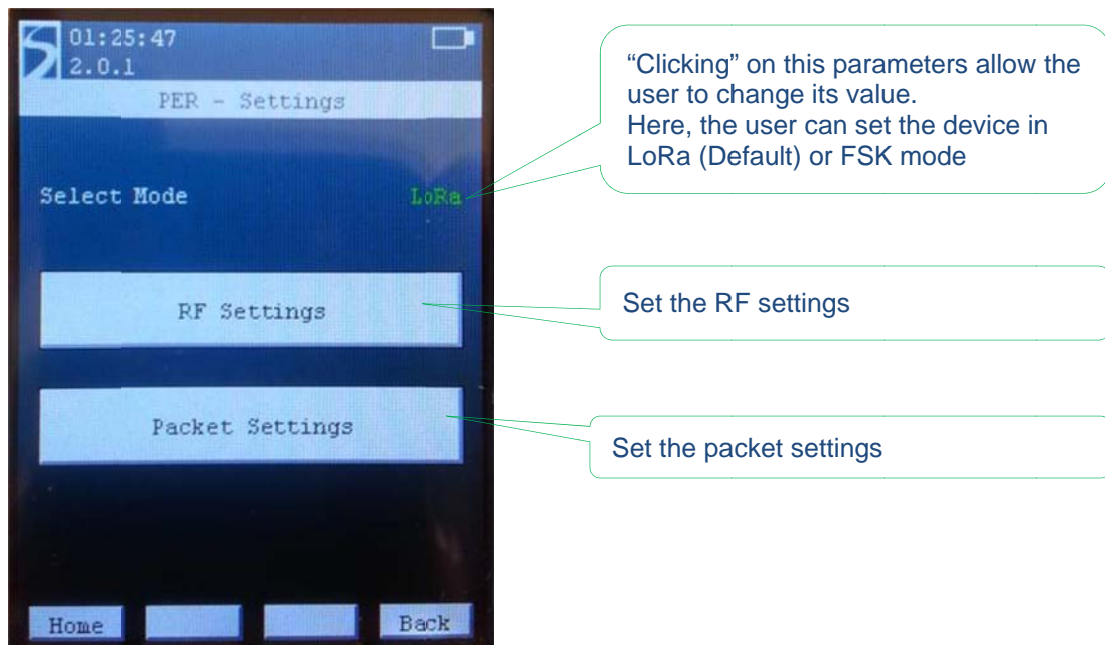 01:25:47
2.0.1
PER - Settings
Select Mode LoRa
RF Settings
Packet Settings
Home Back
“Clicking” on this parameters allow the
user to change its value.
Here, the user can set the device in
LoRa (Default) or FSK mode
Set the RF settings
Set the packet settings